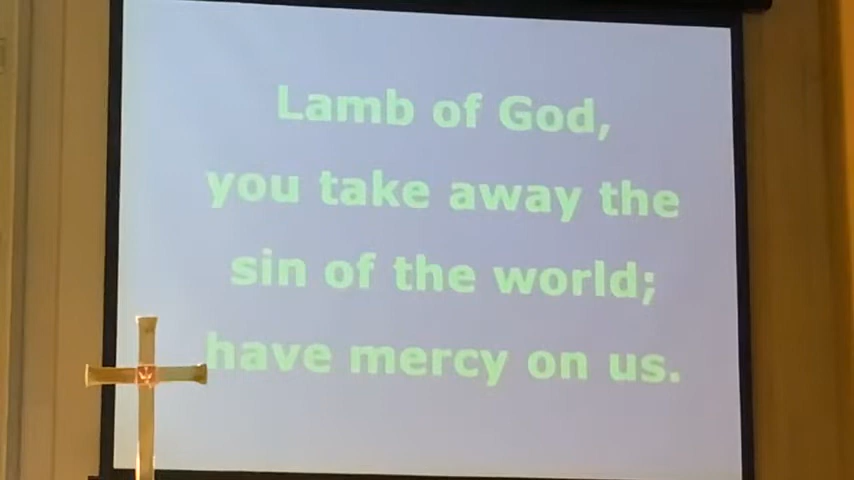 Lamb of God,
you take away the
sin of the world;
have mercy on us.